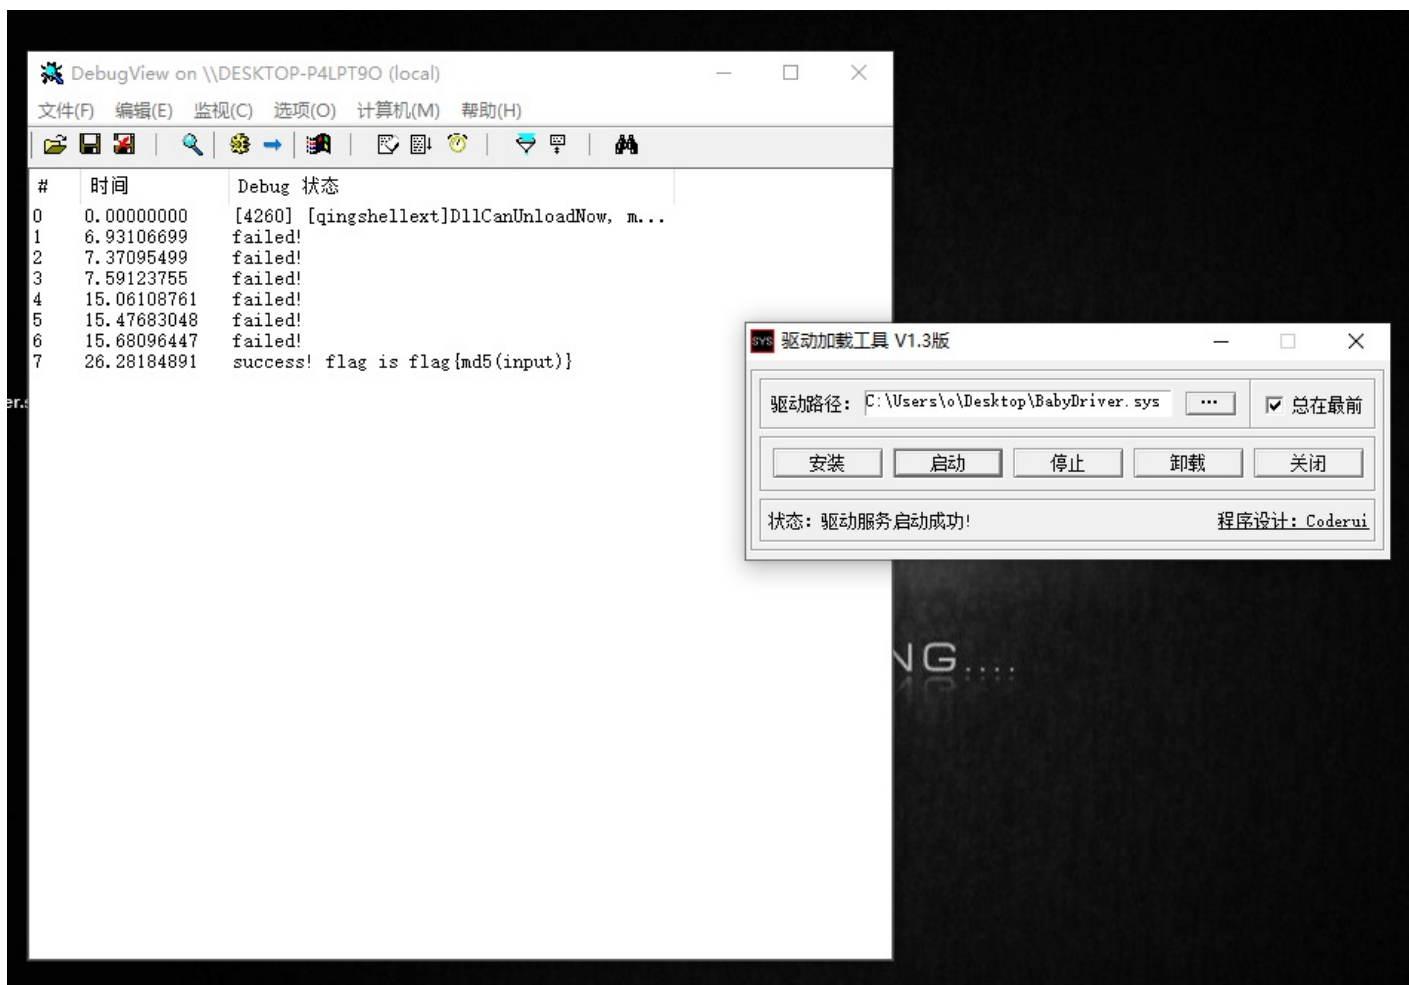 DebugView on \\DESKTOP-P4LPT9O (local)
文件(F) 编辑(E) 监视(C) 选项(O) 计算机(M) 帮助(H)
# 时间 Debug 状态
0 0.00000000 [4260] [qingshellext]DllCanUnloadNow, m...
1 6.93106699 failed!
2 7.37095499 failed!
3 7.59123755 failed!
4 15.06108761 failed!
5 15.47683048 failed!
6 15.68096447 failed!
7 26.28184891 success! flag is flag{md5(input)}
er.s
SYS 驱动加载工具 V1.3版
驱动路径: C:\Users\o\Desktop\BabyDriver.sys ... 总在最前
安装 启动 停止 卸载 关闭
状态: 驱动服务启动成功! 程序设计: Coderui
NG....